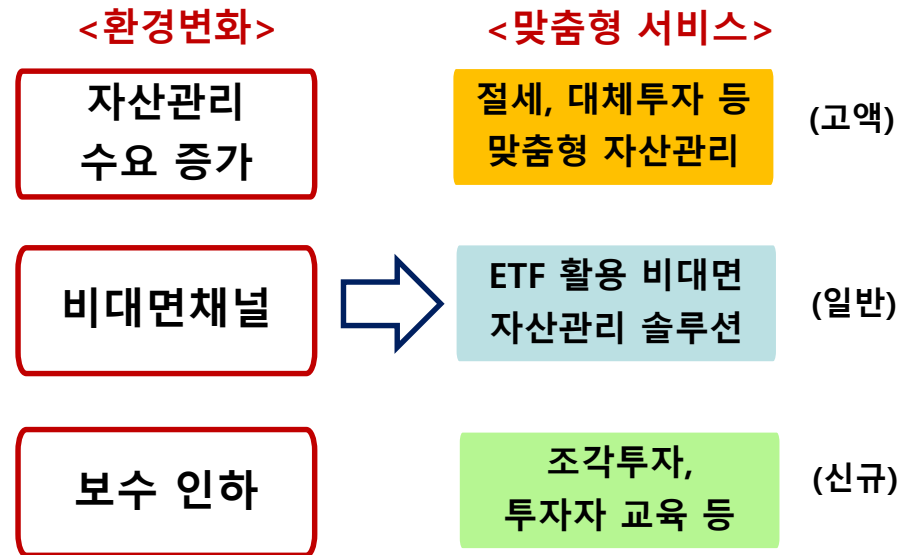 <환경변화>
<맞춤형 서비스>
자산관리
수요 증가
절세, 대체투자 등
맞춤형 자산관리
(고액)
비대면채널
ETF 활용 비대면
자산관리 솔루션
(일반)
보수 인하
조각투자,
투자자 교육 등
(신규)